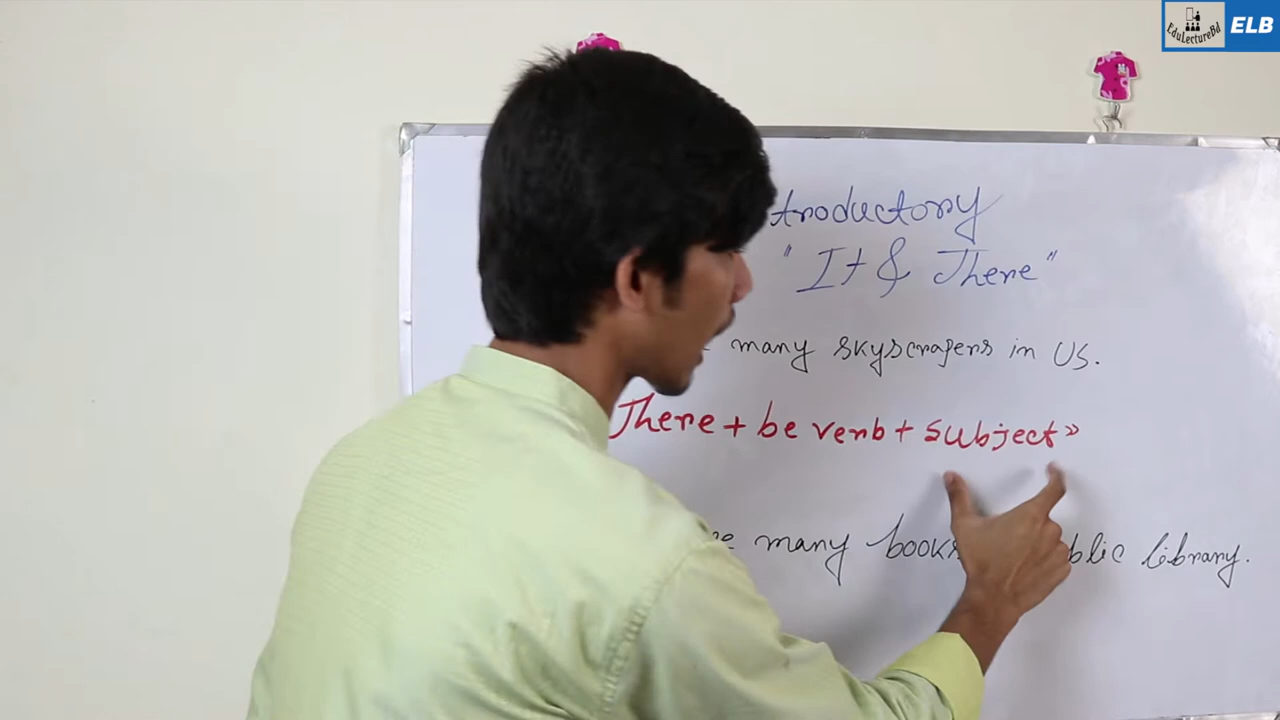 EduLectureBd ELB
troductory
"It & There"
many skyscrapers in US.
There + be verb + subject »
many books blic library.